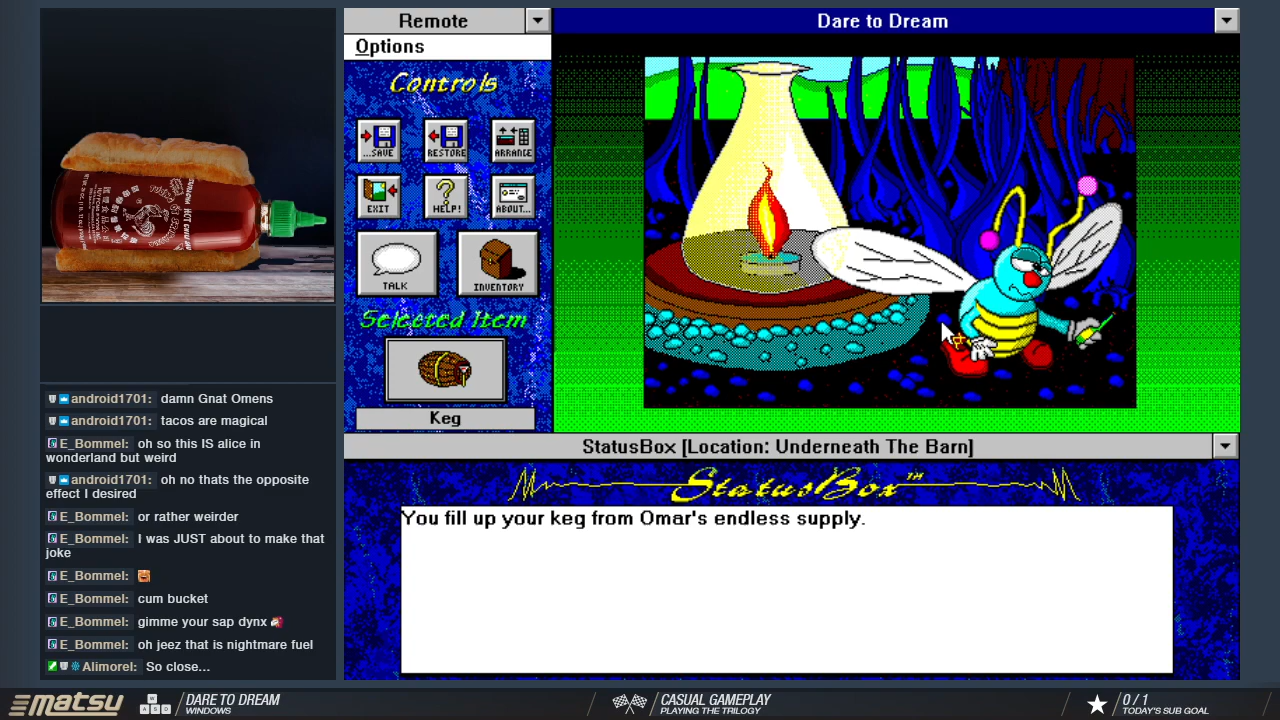 Remote
Dare to Dream
Options
Controls
...SAVE
RESTORE
ARRANGE
EXIT
HELP!
ABOUT...
TALK
INVENTORY
Selected Item
Keg
StatusBox [Location: Underneath The Barn]
StatusBox™
You fill up your keg from Omar's endless supply.
android1701: damn Gnat Omens
android1701: tacos are magical
E_Bommel: oh so this IS alice in
wonderland but weird
android1701: oh no thats the opposite
effect I desired
E_Bommel: or rather weirder
E_Bommel: I was JUST about to make that
joke
E_Bommel:
E_Bommel: cum bucket
E_Bommel: gimme your sap dynx
E_Bommel: oh jeez that is nightmare fuel
Alimorel: So close...
MATSU
W
A S D
DARE TO DREAM
WINDOWS
CASUAL GAMEPLAY
PLAYING THE TRILOGY
0 / 1
TODAY'S SUB GOAL